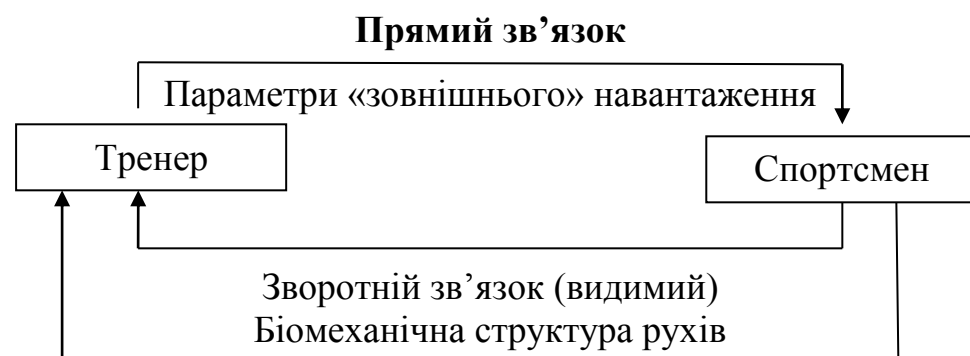 Прямий зв’язок
Параметри «зовнішнього» навантаження
Тренер
Спортсмен
Зворотній зв’язок (видимий)
Біомеханічна структура рухів